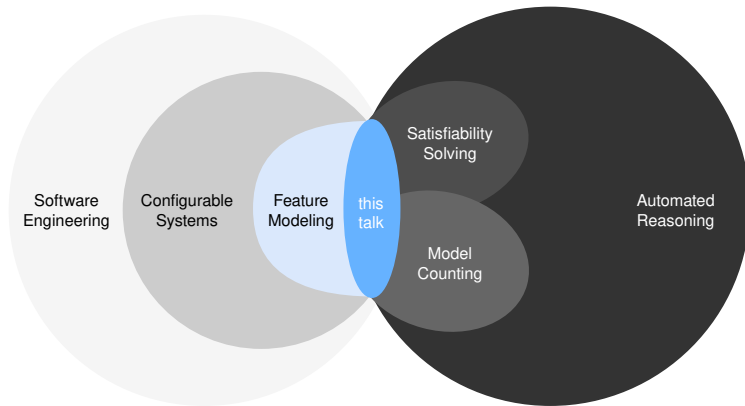 Software
Engineering
Configurable
Systems
Feature
Modeling
this
talk
Satisfiability
Solving
Model
Counting
Automated
Reasoning